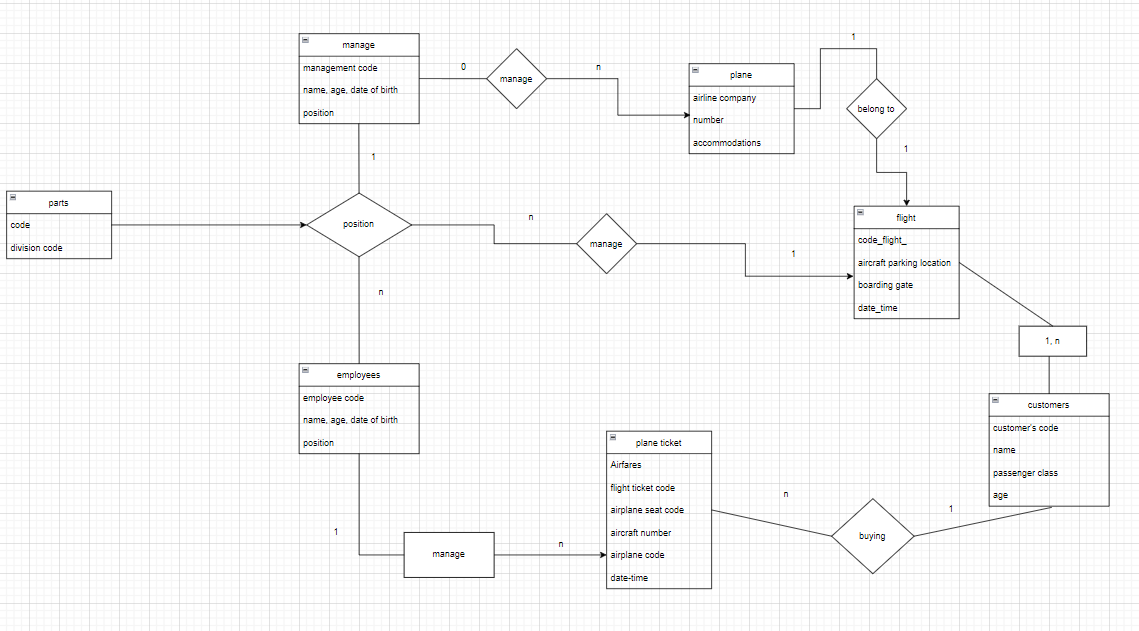 manage
management code
name, age, date of birth
position
0
manage
n
plane
airline company
number
accommodations
1
belong to
1
1
parts
code
division code
position
n
manage
1
flight
code_flight_
aircraft parking location
boarding gate
date_time
n
1, n
employees
employee code
name, age, date of birth
position
customers
customer's code
name
passenger class
age
plane ticket
Airfares
flight ticket code
airplane seat code
aircraft number
airplane code
date-time
n
buying
1
1
manage
n